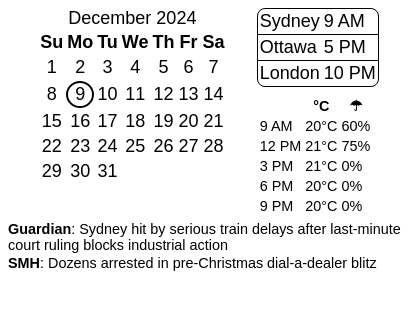 December 2024
Su Mo Tu We Th Fr Sa
1 2 3 4 5 6 7
8 9 10 11 12 13 14
15 16 17 18 19 20 21
22 23 24 25 26 27 28
29 30 31
Sydney 9 AM
Ottawa 5 PM
London 10 PM
°C ☂
9 AM 20°C 60%
12 PM 21°C 75%
3 PM 21°C 0%
6 PM 20°C 0%
9 PM 20°C 0%
Guardian: Sydney hit by serious train delays after last-minute
court ruling blocks industrial action
SMH: Dozens arrested in pre-Christmas dial-a-dealer blitz